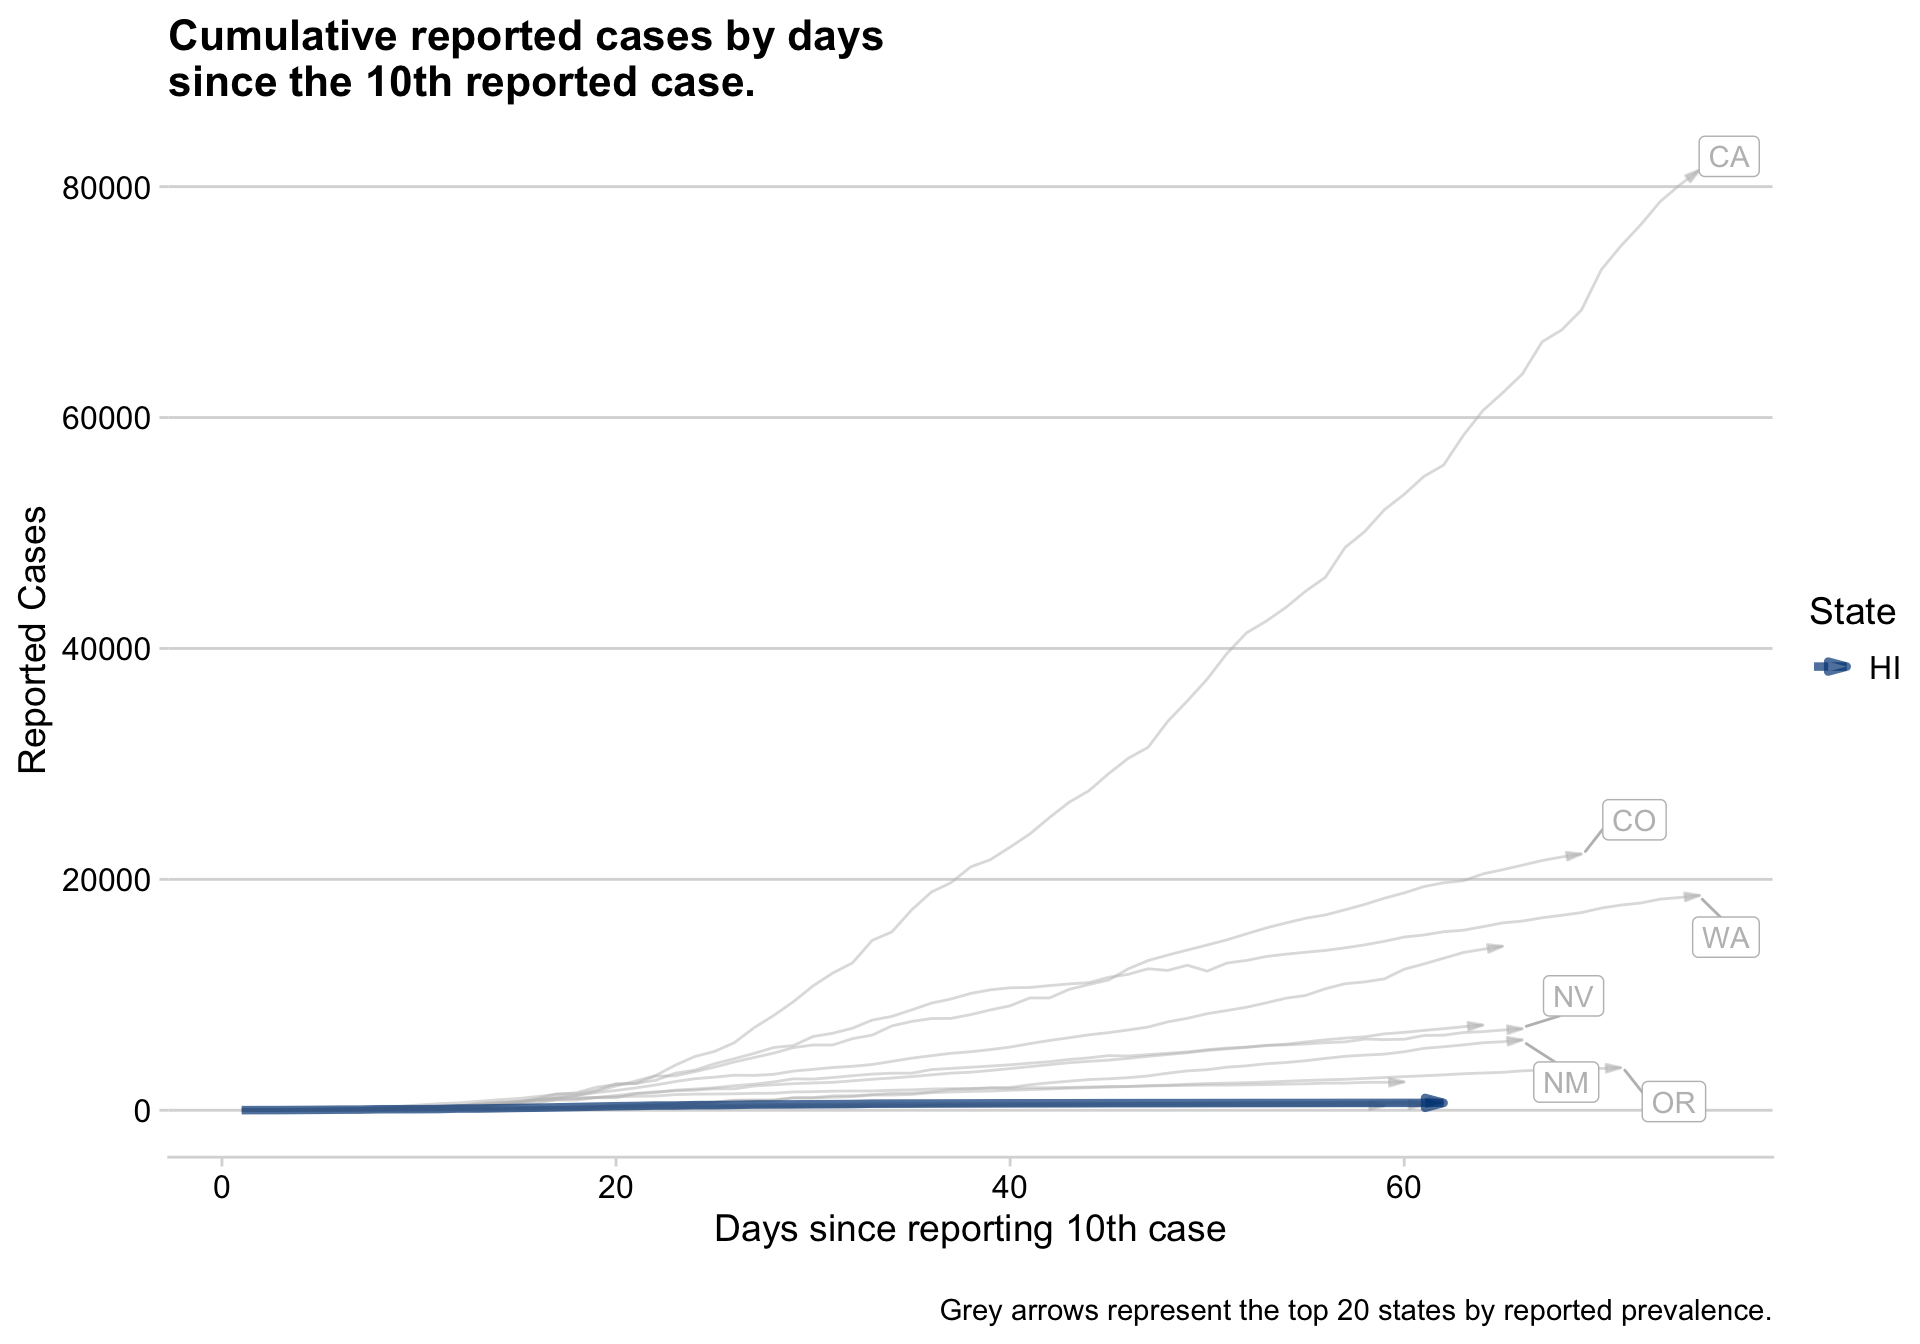 Cumulative reported cases by days
since the 10th reported case.
CA
80000
60000
Reported Cases
State
HI
40000
CO
20000
WA
NV
NM
OR
0
0 20 40 60
Days since reporting 10th case
Grey arrows represent the top 20 states by reported prevalence.